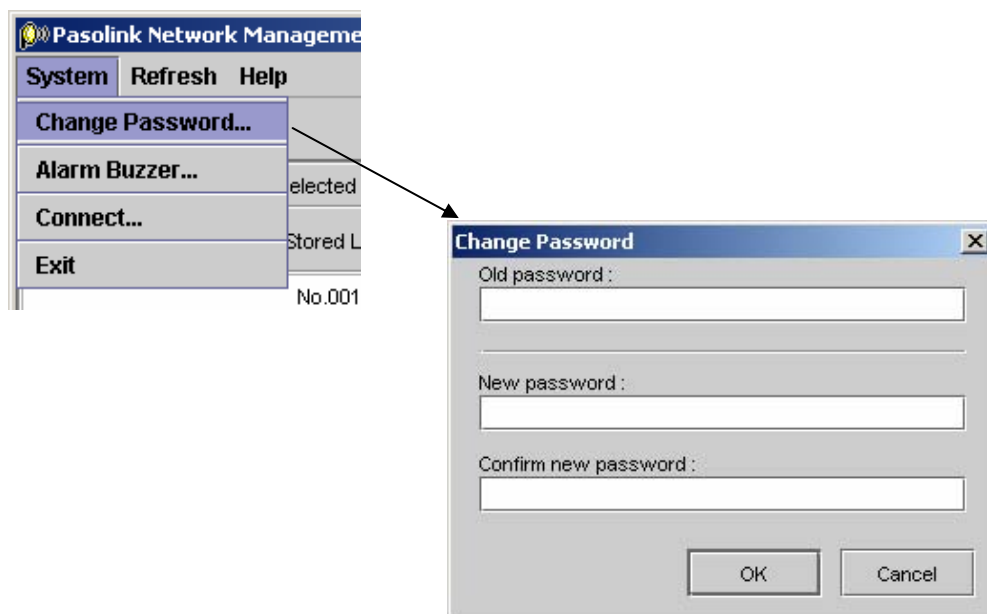 Pasolink Network Manageme
System Refresh Help
Change Password...
Alarm Buzzer...
elected
Connect...
Stored L
Exit
No.001
Change Password
Old password :
New password :
Confirm new password :
OK Cancel